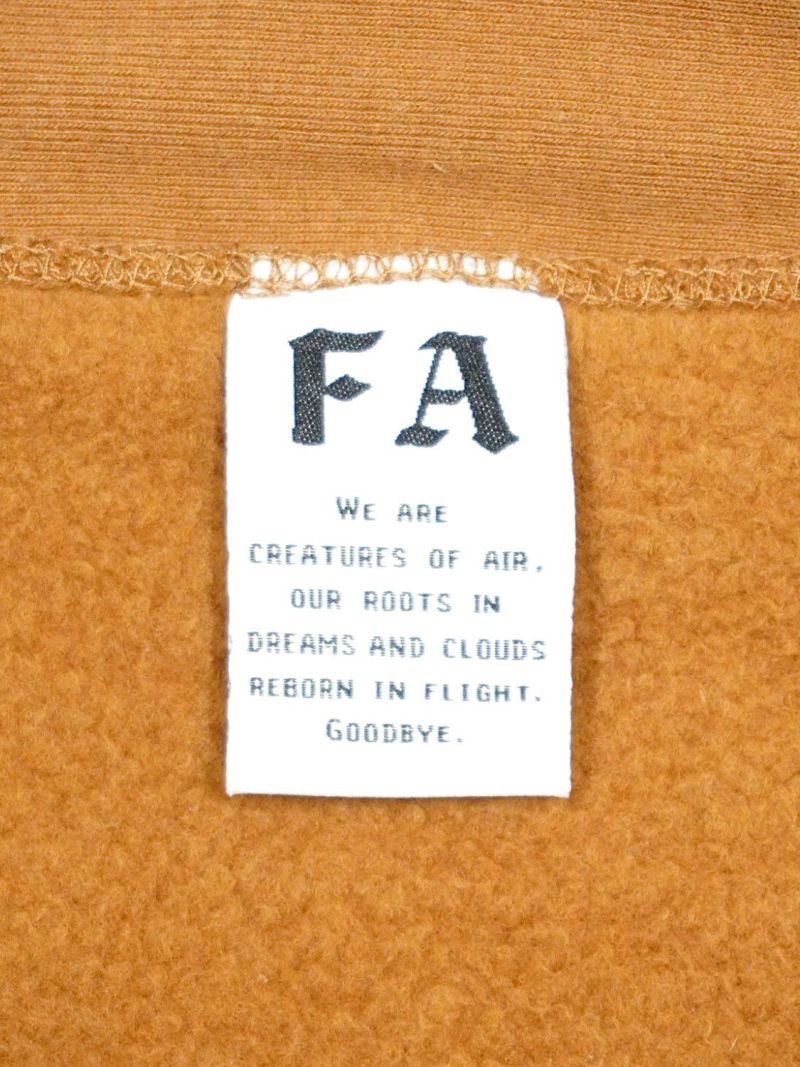 FA
WE ARE
CREATURES OF AIR,
OUR ROOTS IN
DREAMS AND CLOUDS
REBORN IN FLIGHT.
GOODBYE.